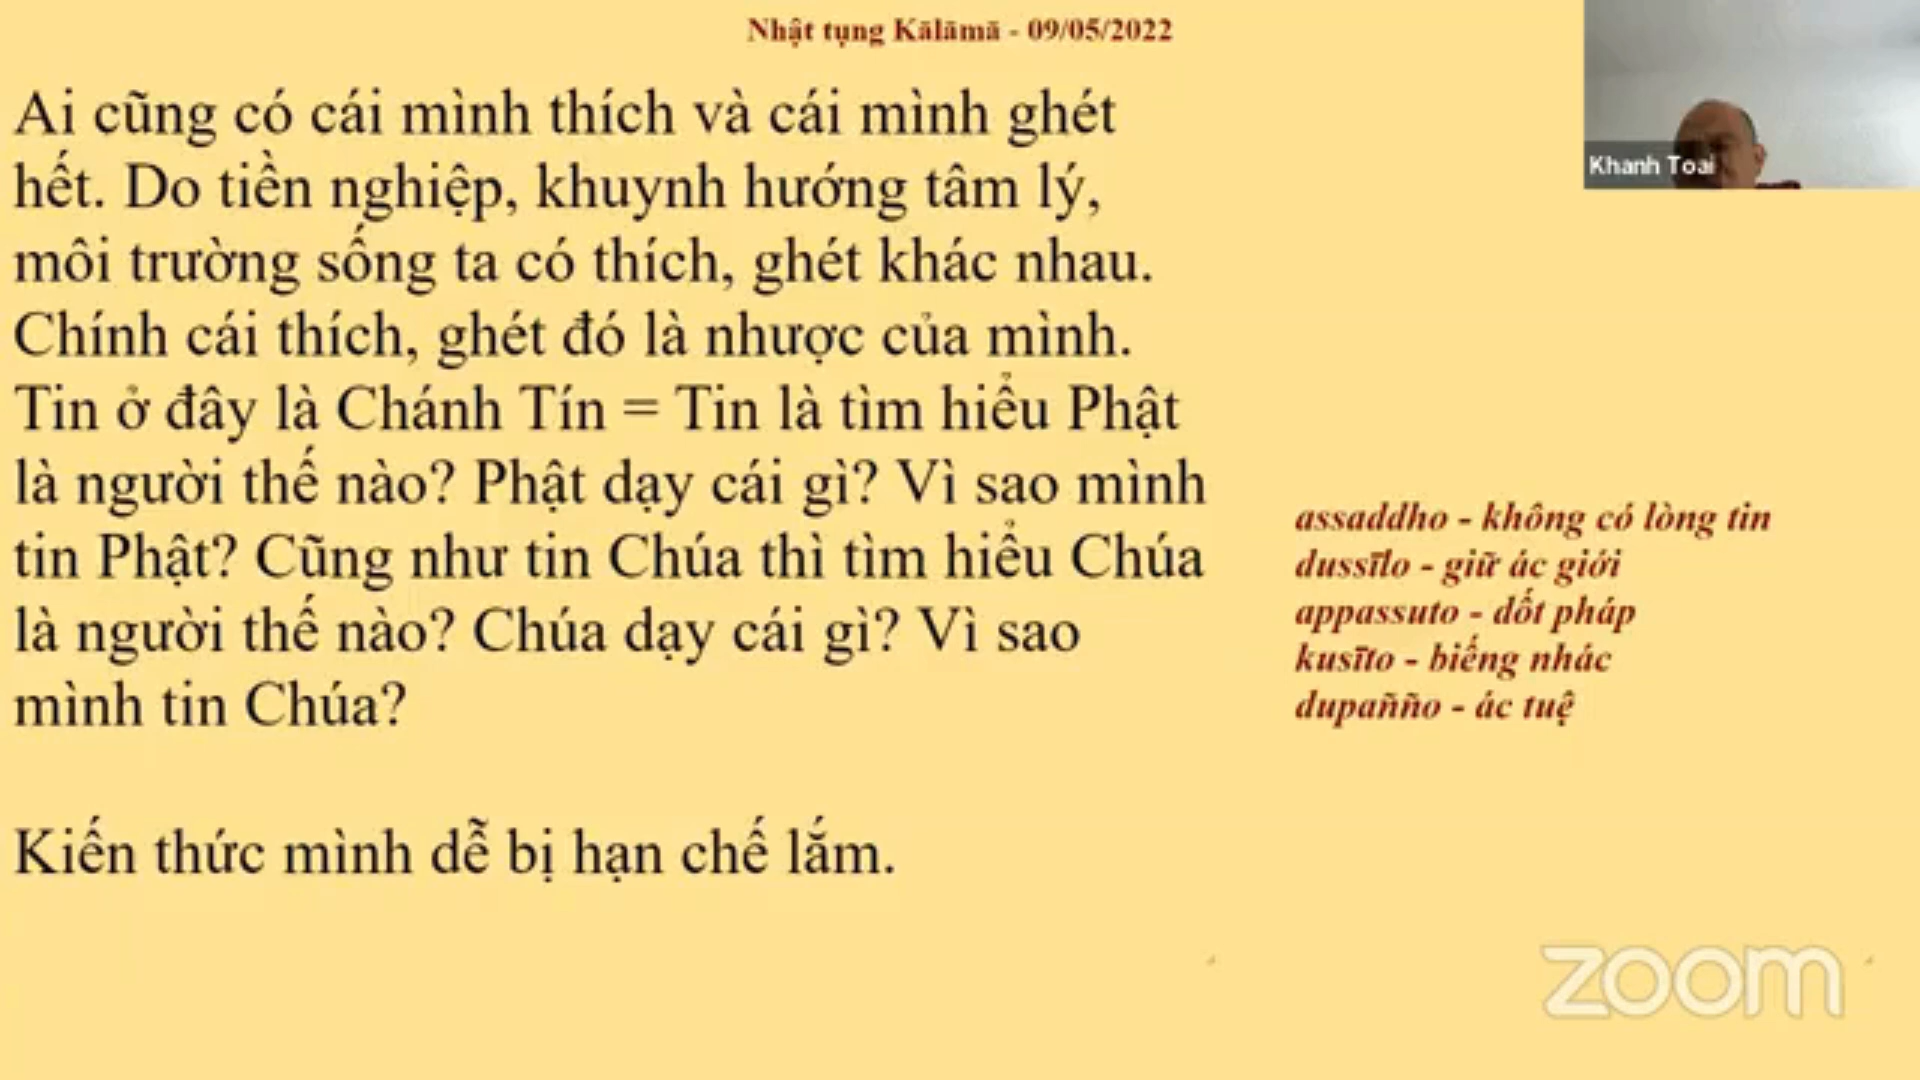 Nhật tụng Kālāmā - 09/05/2022
Khanh Toai
Ai cũng có cái mình thích và cái mình ghét
hết. Do tiền nghiệp, khuynh hướng tâm lý,
môi trường sống ta có thích, ghét khác nhau.
Chính cái thích, ghét đó là nhược của mình.
Tin ở đây là Chánh Tín = Tin là tìm hiểu Phật
là người thế nào? Phật dạy cái gì? Vì sao mình
tin Phật? Cũng như tin Chúa thì tìm hiểu Chúa
là người thế nào? Chúa dạy cái gì? Vì sao
mình tin Chúa?
Kiến thức mình dễ bị hạn chế lắm.
assaddho - không có lòng tin
dussīlo - giữ ác giới
appassuto - dốt pháp
kusīto - biếng nhác
dupañño - ác tuệ
zoom